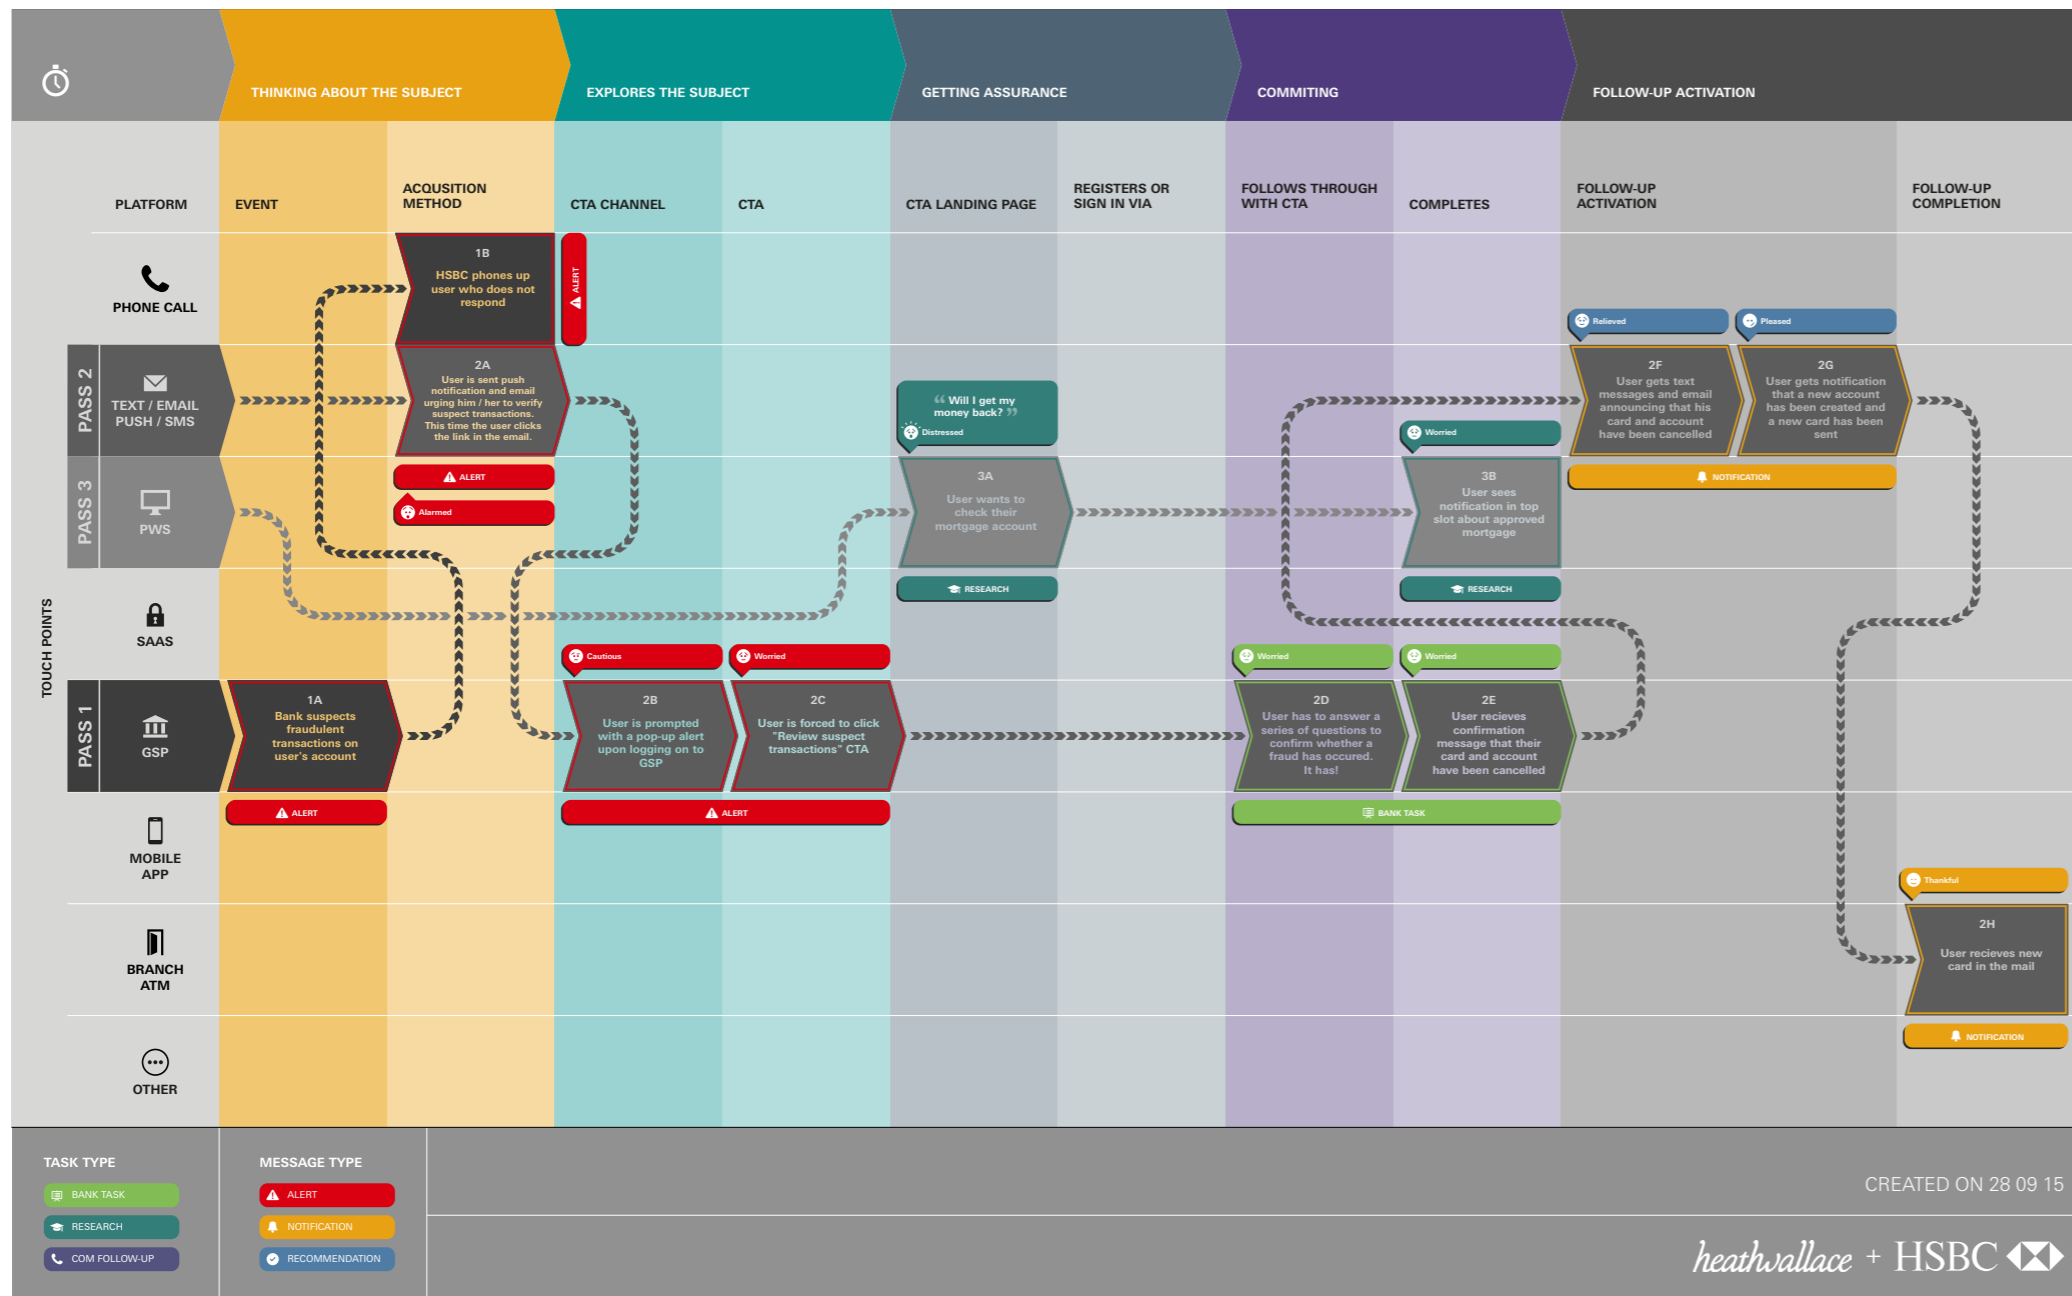 THINKING ABOUT THE SUBJECT
EXPLORES THE SUBJECT
GETTING ASSURANCE
COMMITING
FOLLOW-UP ACTIVATION
PLATFORM
EVENT
ACQUSITION
METHOD
CTA CHANNEL
CTA
CTA LANDING PAGE
REGISTERS OR
SIGN IN VIA
FOLLOWS THROUGH
WITH CTA
COMPLETES
FOLLOW-UP
ACTIVATION
FOLLOW-UP
COMPLETION
TOUCH POINTS
PHONE CALL
1B
HSBC phones up
user who does not
respond
ALERT
PASS 2
TEXT / EMAIL
PUSH / SMS
2A
User is sent push
notification and email
urging him / her to verify
suspect transactions.
This time the user clicks
the link in the email.
ALERT
Alarmed
“ Will I get my
money back? ”
Distressed
Worried
Relieved
Pleased
2F
User gets text
messages and email
announcing that his
card and account
have been cancelled
2G
User gets notification
that a new account
has been created and
a new card has been
sent
NOTIFICATION
PASS 3
PWS
3A
User wants to
check their
mortgage account
RESEARCH
3B
User sees
notification in top
slot about approved
mortgage
RESEARCH
SAAS
Cautious
Worried
Worried
Worried
PASS 1
GSP
1A
Bank suspects
fraudulent
transactions on
user's account
ALERT
2B
User is prompted
with a pop-up alert
upon logging on to
GSP
2C
User is forced to click
"Review suspect
transactions" CTA
ALERT
2D
User has to answer a
series of questions to
confirm whether a
fraud has occured.
It has!
2E
User recieves
confirmation
message that their
card and account
have been cancelled
BANK TASK
MOBILE
APP
Thankful
BRANCH
ATM
2H
User recieves new
card in the mail
NOTIFICATION
OTHER
TASK TYPE
BANK TASK
RESEARCH
COM FOLLOW-UP
MESSAGE TYPE
ALERT
NOTIFICATION
RECOMMENDATION
CREATED ON 28 09 15
heathwallace + HSBC